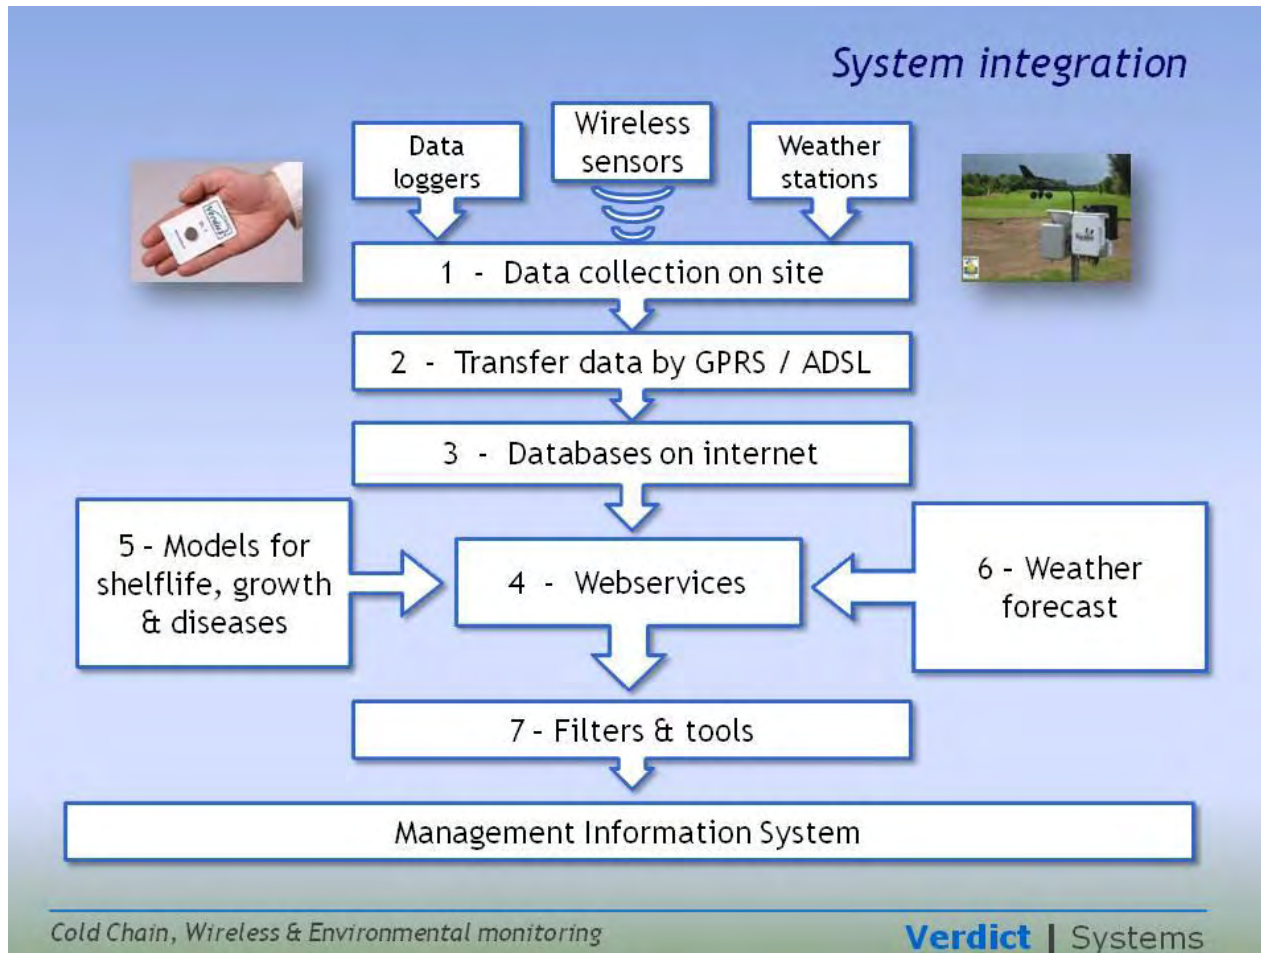 System integration
Data
loggers
Wireless
sensors
Weather
stations
1 - Data collection on site
2 - Transfer data by GPRS / ADSL
3 - Databases on internet
5 - Models for
shelflife, growth
& diseases
4 - Webservices
6 - Weather
forecast
7 - Filters & tools
Management Information System
Cold Chain, Wireless & Environmental monitoring
Verdict | Systems